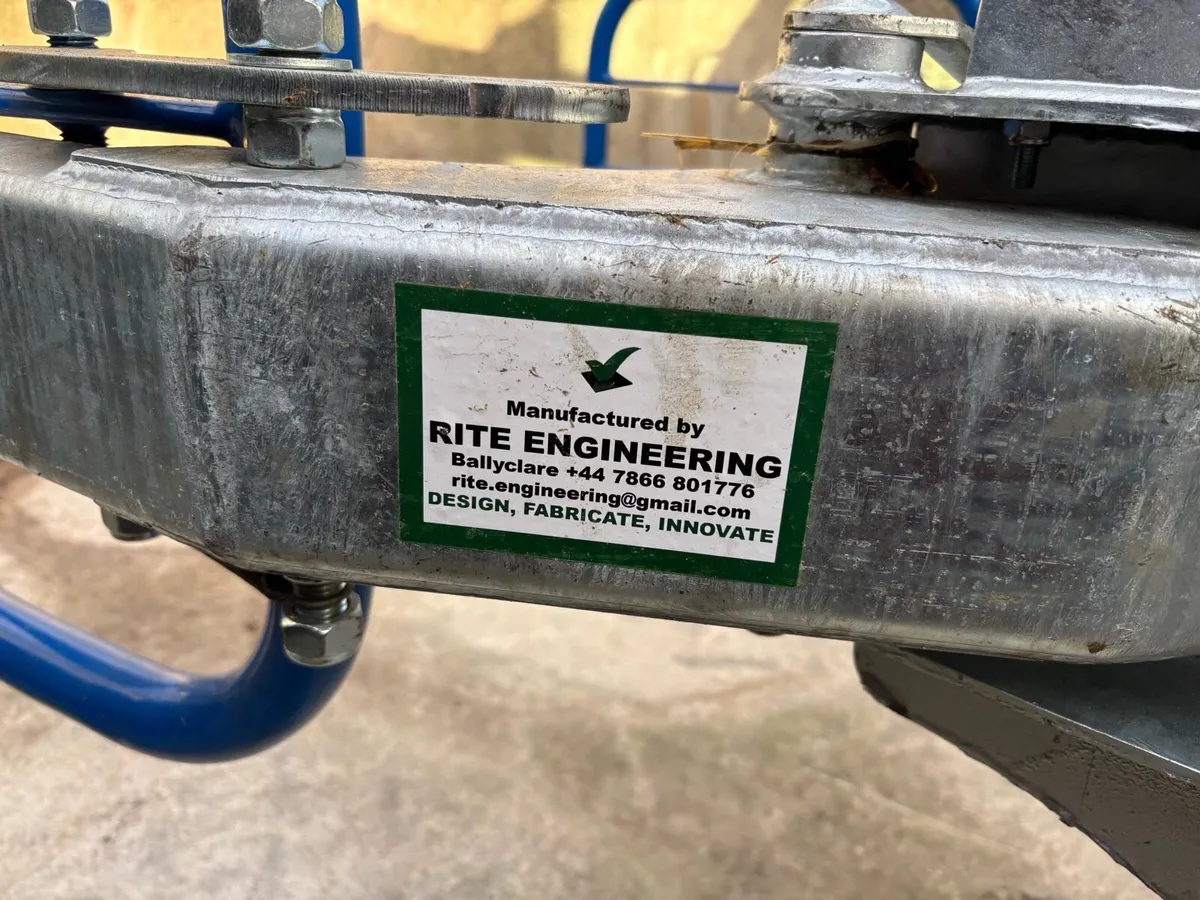 Manufactured by
RITE ENGINEERING
Ballyclare +44 7866 801776
rite.engineering@gmail.com
DESIGN, FABRICATE, INNOVATE